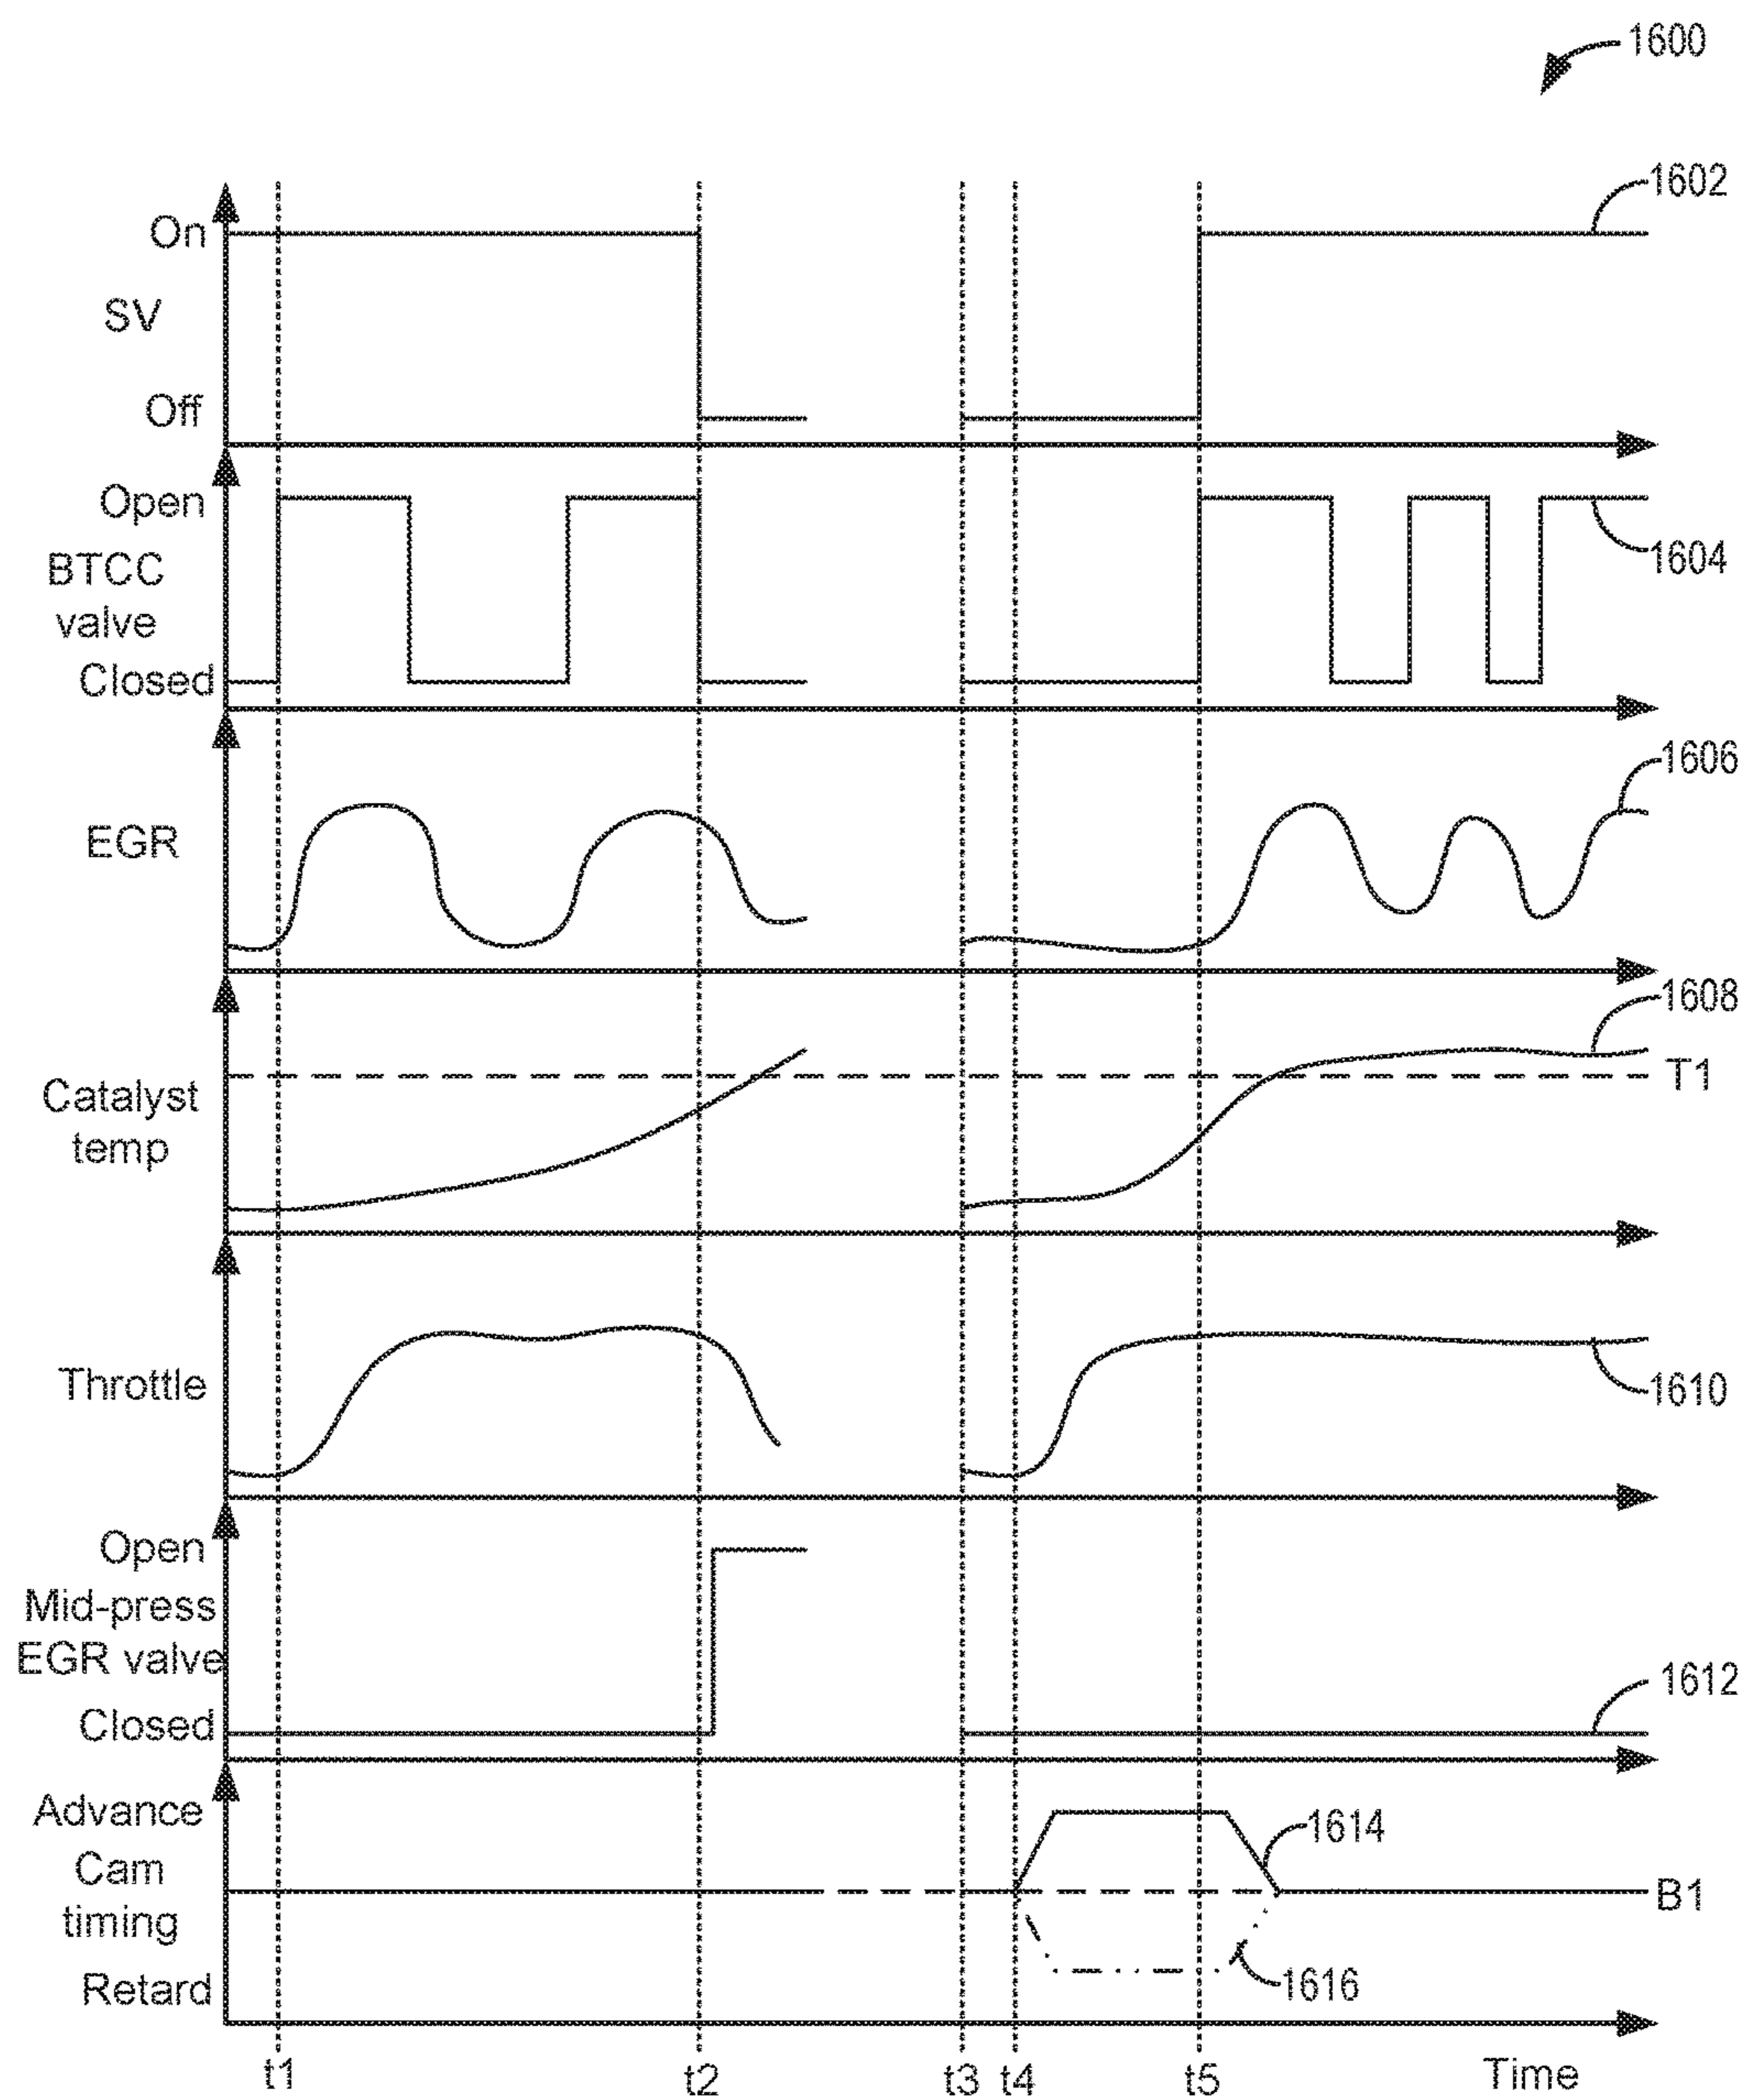 1600
1602
On
SV
Off
Open
BTCC
valve
Closed
1604
1606
EGR
1608
T1
Catalyst
temp
Throttle
1610
Open
Mid-press
EGR valve
Closed
1612
Advance
Cam
timing
Retard
1614
B1
1616
t1 t2 t3 t4 t5 Time